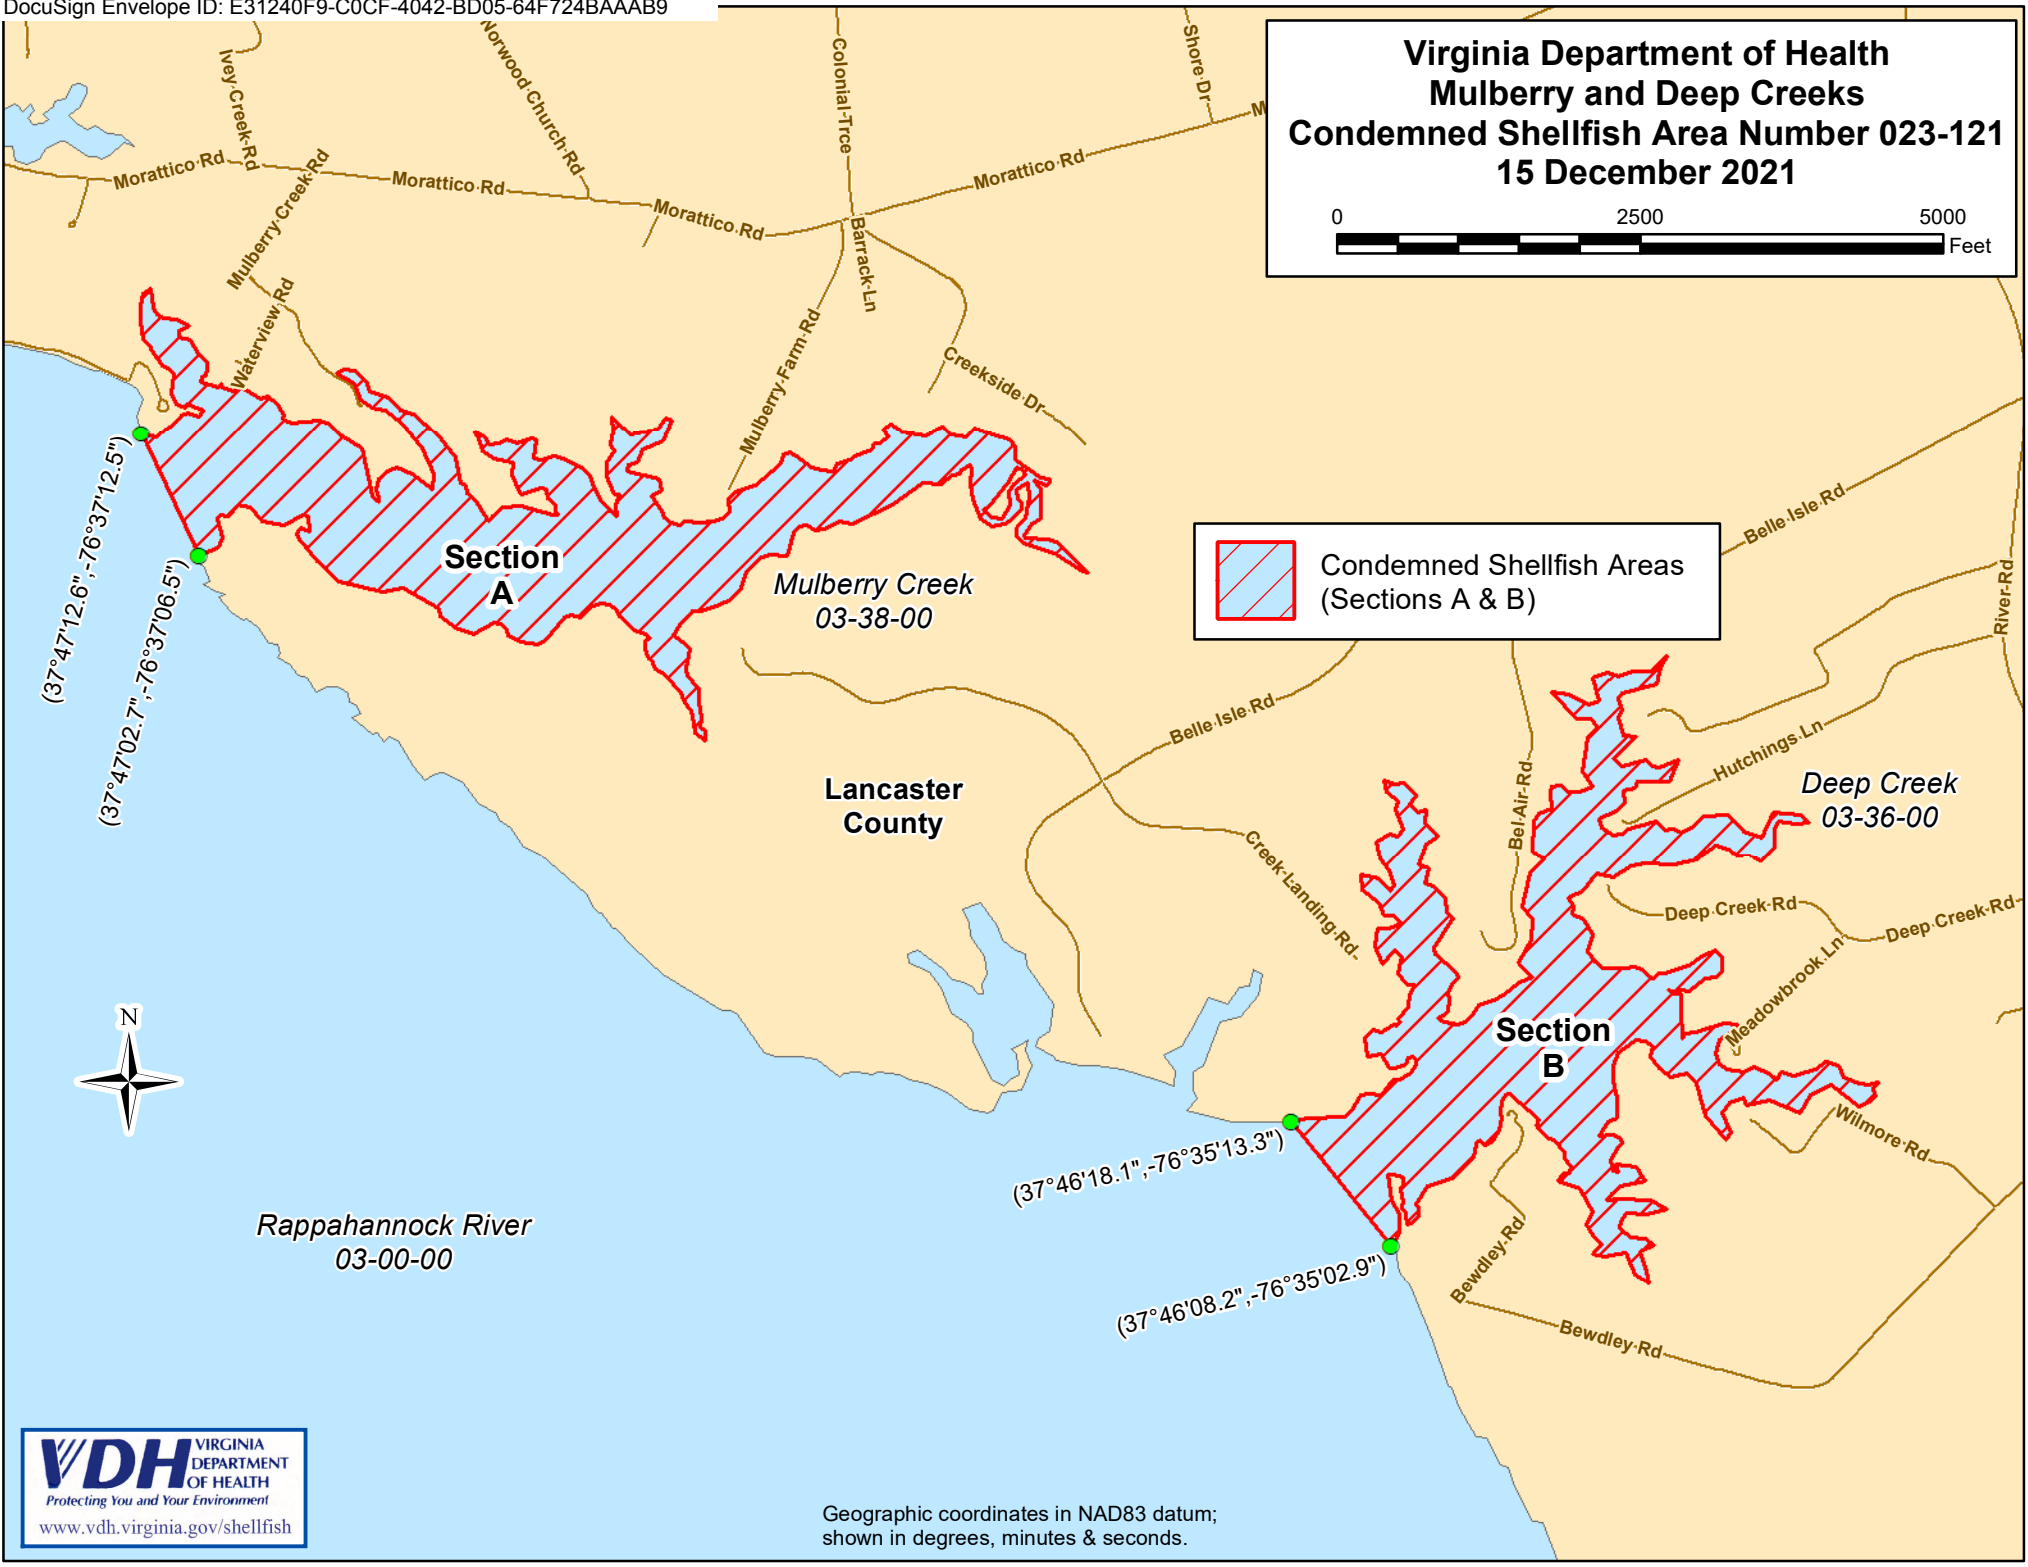 DocuSign Envelope ID: E31240F9-C0CF-4042-BD05-64F724BAAAB9
Virginia Department of Health
Mulberry and Deep Creeks
Condemned Shellfish Area Number 023-121
15 December 2021
0 2500 5000
Feet
Ivey Creek Rd
Norwood Church Rd
Colonial Trce
Shore Dr
M
Morattico Rd
Morattico Rd
Morattico Rd
Morattico Rd
Mulberry Creek Rd
Waterview Rd
Barrack Ln
Mulberry Farm Rd
Creekside Dr
(37°47'12.6",-76°37'12.5")
(37°47'02.7",-76°37'06.5")
Section
A
Mulberry Creek
03-38-00
Belle Isle Rd
River Rd
Condemned Shellfish Areas
(Sections A & B)
Belle Isle Rd
Bel Air Rd
Hutchings Ln
Deep Creek
03-36-00
Lancaster
County
Creek Landing Rd
Deep Creek Rd
Deep Creek Rd
Meadowbrook Ln
Section
B
Wilmore Rd
N
(37°46'18.1",-76°35'13.3")
(37°46'08.2",-76°35'02.9")
Bewdley Rd
Bewdley Rd
Rappahannock River
03-00-00
VDH
VIRGINIA
DEPARTMENT
OF HEALTH
Protecting You and Your Environment
www.vdh.virginia.gov/shellfish
Geographic coordinates in NAD83 datum;
shown in degrees, minutes & seconds.